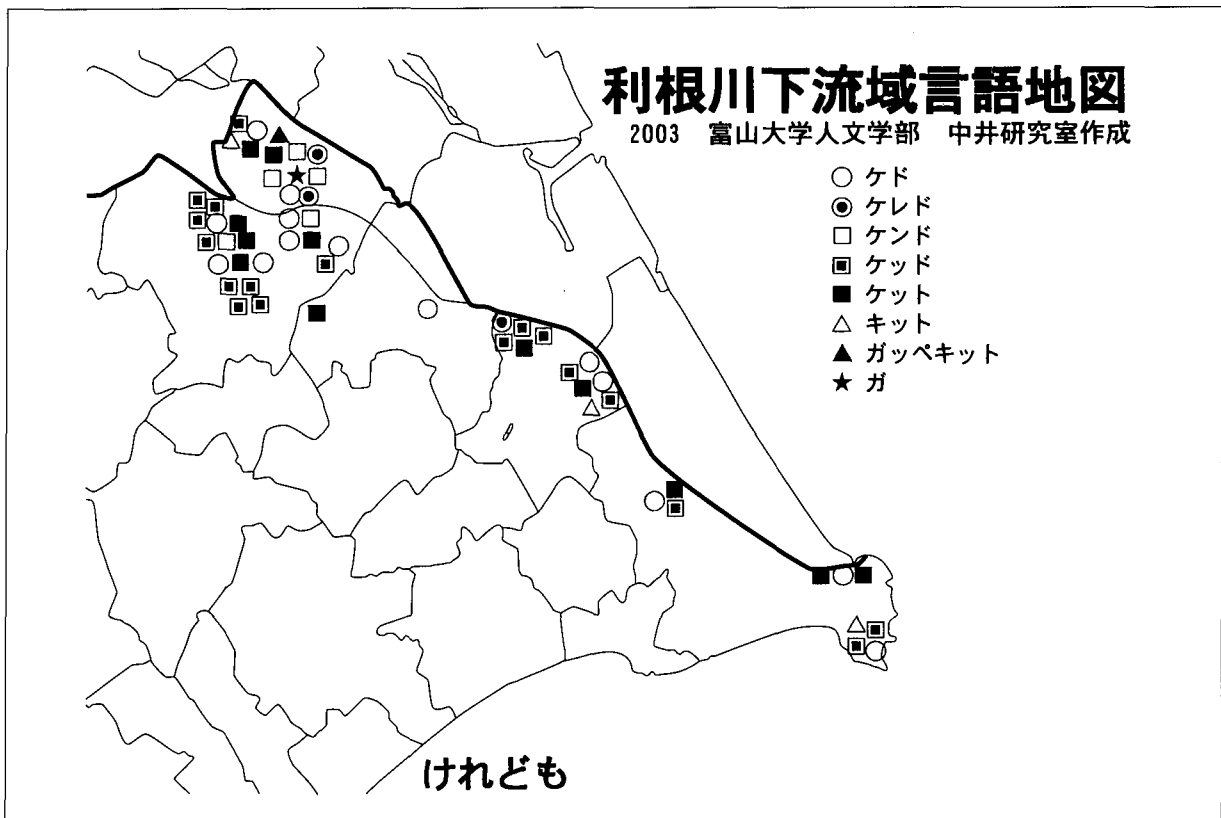 利根川下流域言語地図
2003 富山大学人文学部 中井研究室作成
ケド
ケレド
ケンド
ケッド
ケット
キット
ガッペキット
ガ
けれども